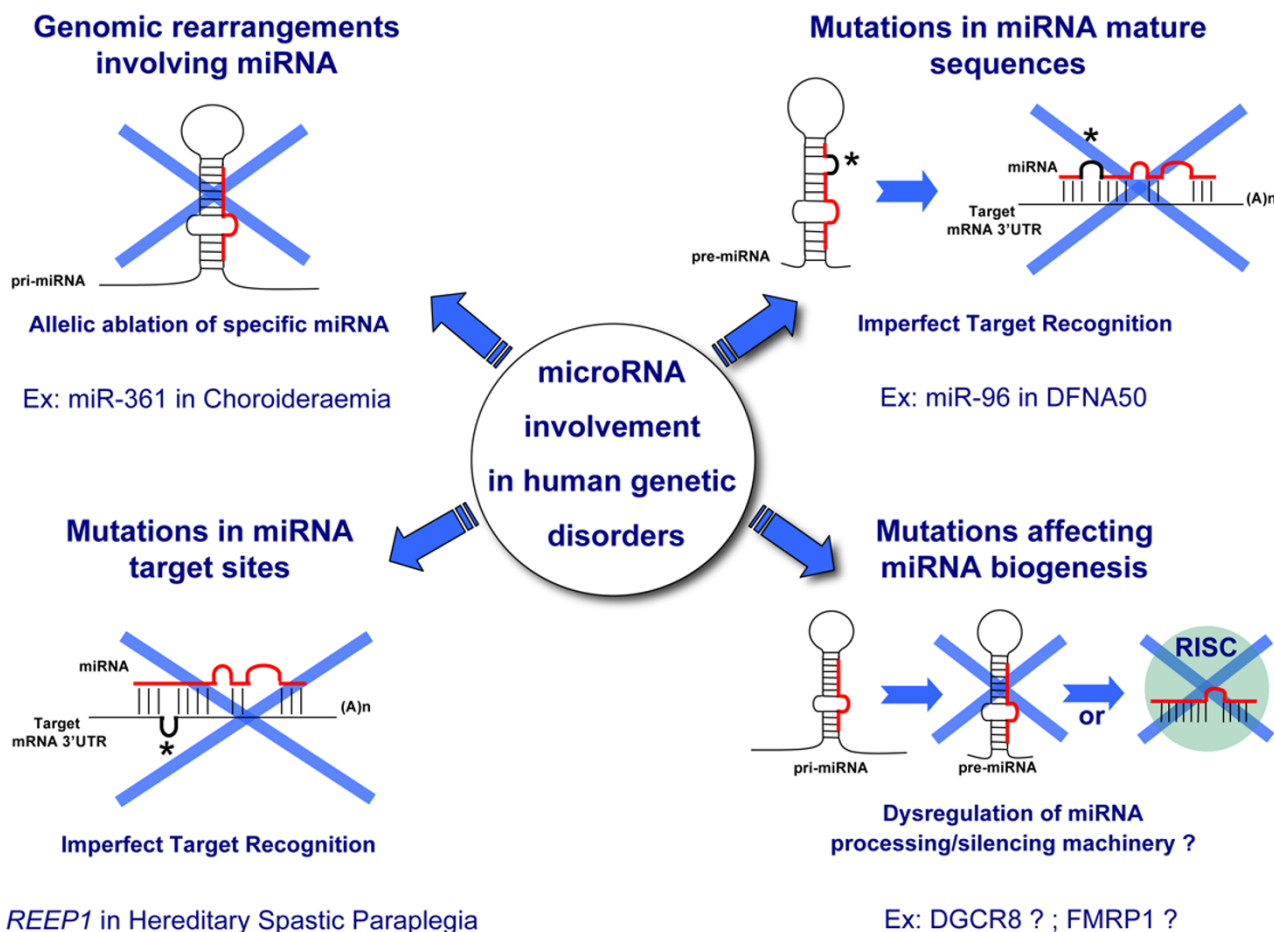 Genomic rearrangements
involving miRNA
pri-miRNA
Allelic ablation of specific miRNA
Ex: miR-361 in Choroideraemia
Mutations in miRNA mature
sequences
*
pre-miRNA
*
miRNA
Target
mRNA 3’UTR
(A)n
Imperfect Target Recognition
Ex: miR-96 in DFNA50
microRNA
involvement
in human genetic
disorders
Mutations in miRNA
target sites
miRNA
(A)n
Target
mRNA 3’UTR
*
Imperfect Target Recognition
REEP1 in Hereditary Spastic Paraplegia
Mutations affecting
miRNA biogenesis
RISC
or
pri-miRNA
pre-miRNA
Dysregulation of miRNA
processing/silencing machinery ?
Ex: DGCR8 ? ; FMRP1 ?